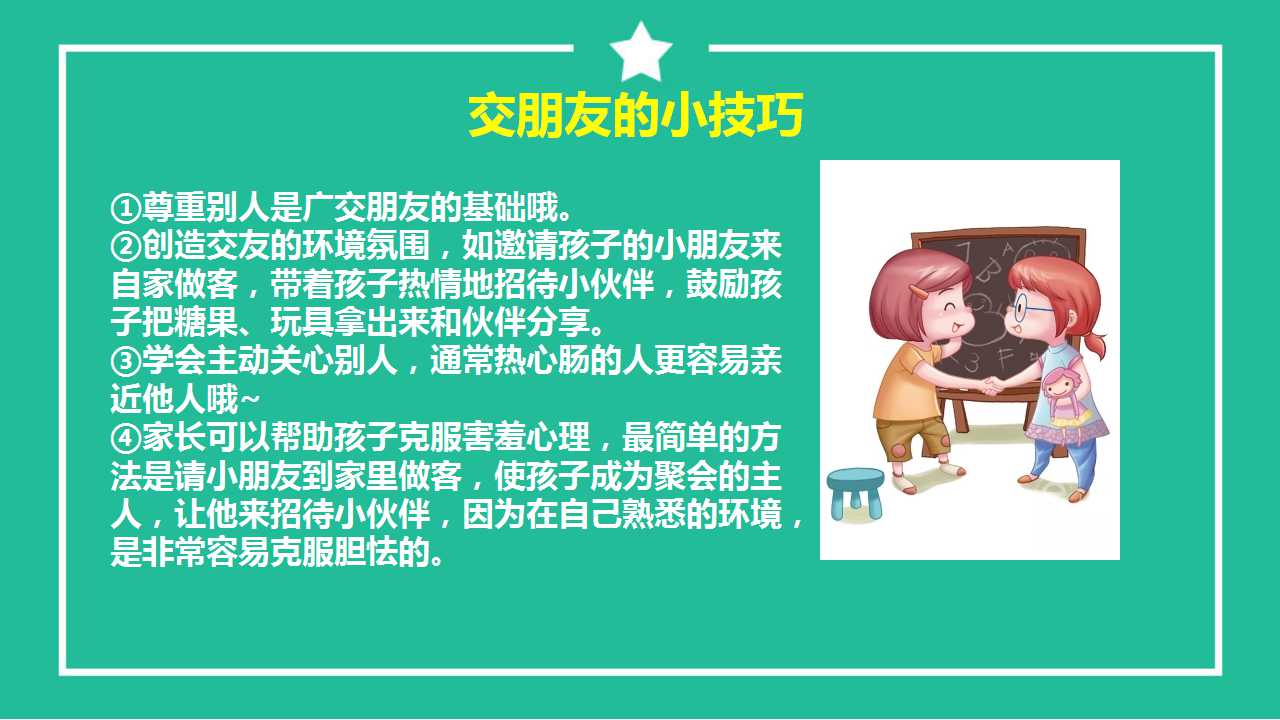 交朋友的小技巧
①尊重别人是广交朋友的基础哦。
②创造交友的环境氛围，如邀请孩子的小朋友来
自家做客，带着孩子热情地招待小伙伴，鼓励孩
子把糖果、玩具拿出来和伙伴分享。
③学会主动关心别人，通常热心肠的人更容易亲
近他人哦~
④家长可以帮助孩子克服害羞心理，最简单的方
法是请小朋友到家里做客，使孩子成为聚会的主
人，让他来招待小伙伴，因为在自己熟悉的环境，
是非常容易克服胆怯的。